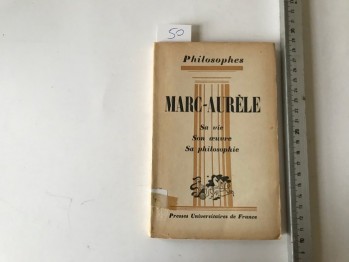 50
Philosophes
MARC-AURÈLE
Sa vie
Son œuvre
Sa philosophie
Presses Universitaires de France